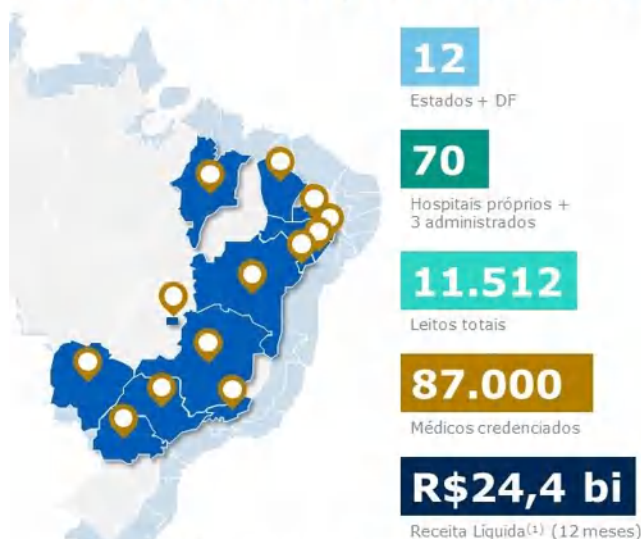 12
Estados + DF
70
Hospitais próprios +
3 administrados
11.512
Leitos totais
87.000
Médicos credenciados
R$24,4 bi
Receita Líquida(1) (12 meses)